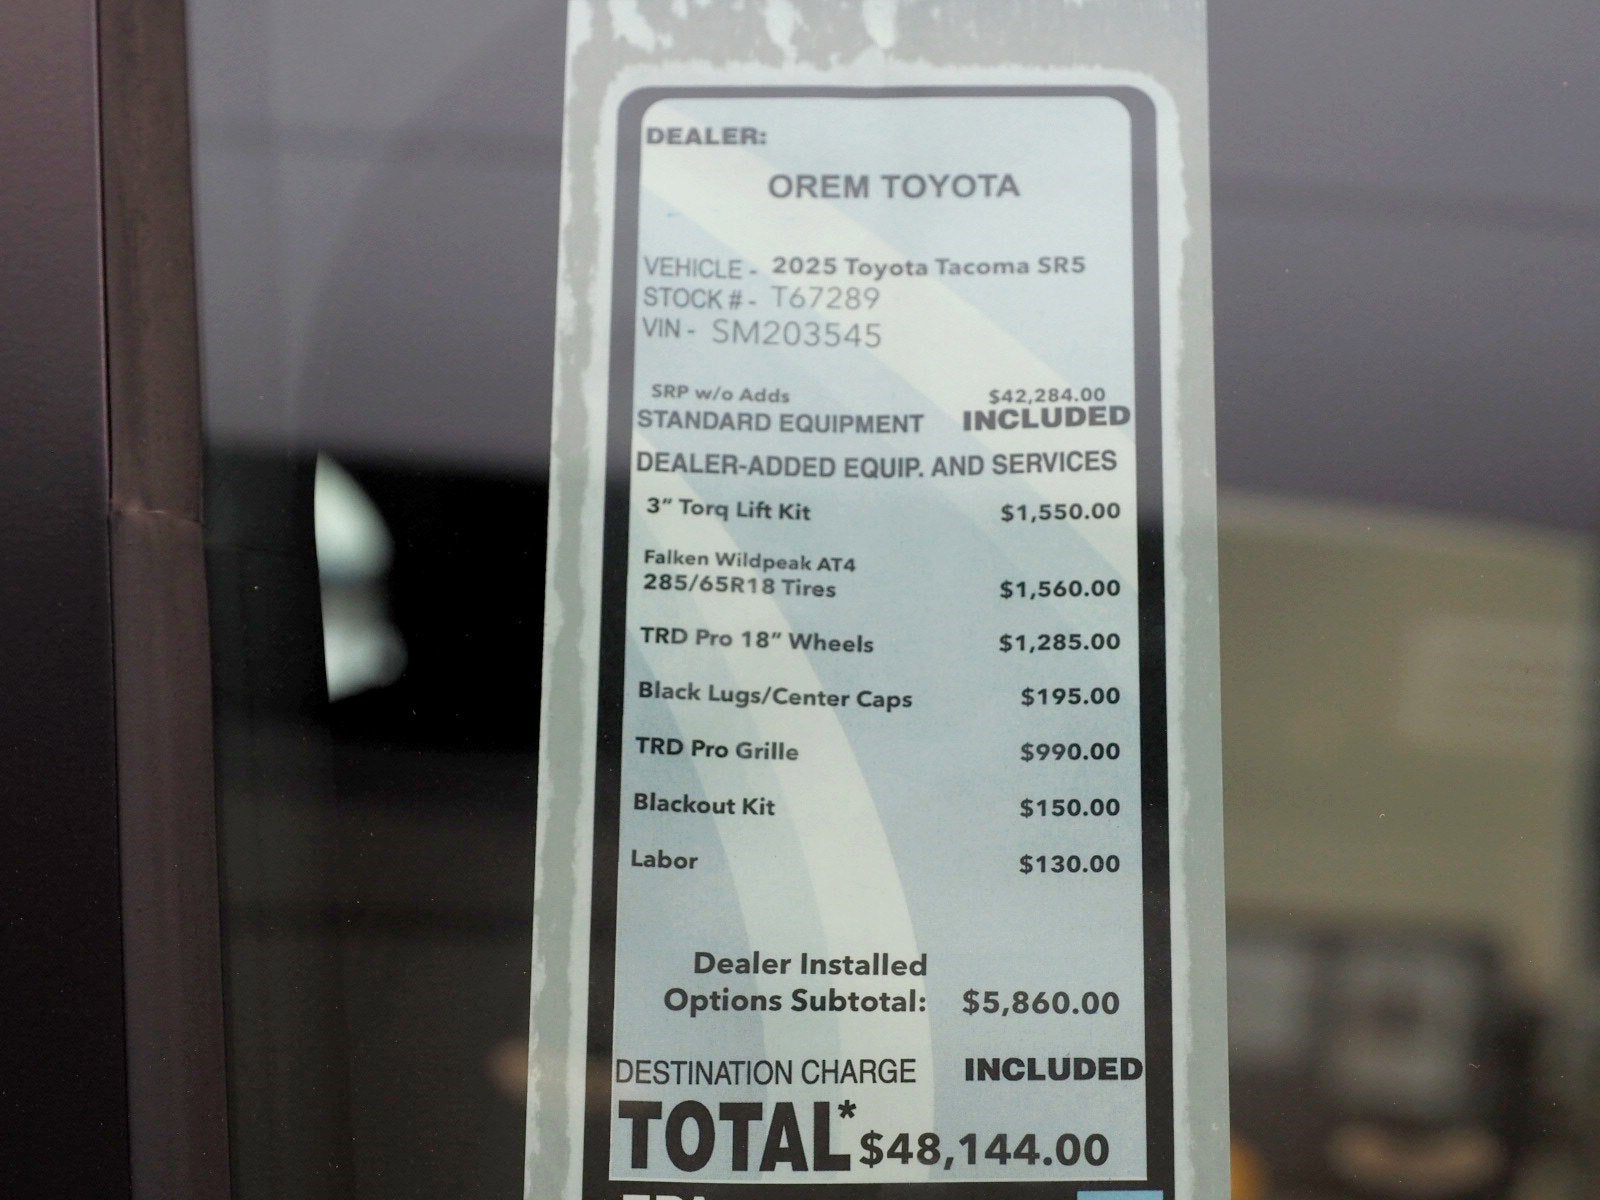 DEALER:
OREM TOYOTA
VEHICLE - 2025 Toyota Tacoma SR5
STOCK # - T67289
VIN - SM203545
SRP w/o Adds $42,284.00
STANDARD EQUIPMENT INCLUDED
DEALER-ADDED EQUIP. AND SERVICES
3" Torq Lift Kit $1,550.00
Falken Wildpeak AT4
285/65R18 Tires $1,560.00
TRD Pro 18" Wheels $1,285.00
Black Lugs/Center Caps $195.00
TRD Pro Grille $990.00
Blackout Kit $150.00
Labor $130.00
Dealer Installed
Options Subtotal: $5,860.00
DESTINATION CHARGE INCLUDED
TOTAL* $48,144.00